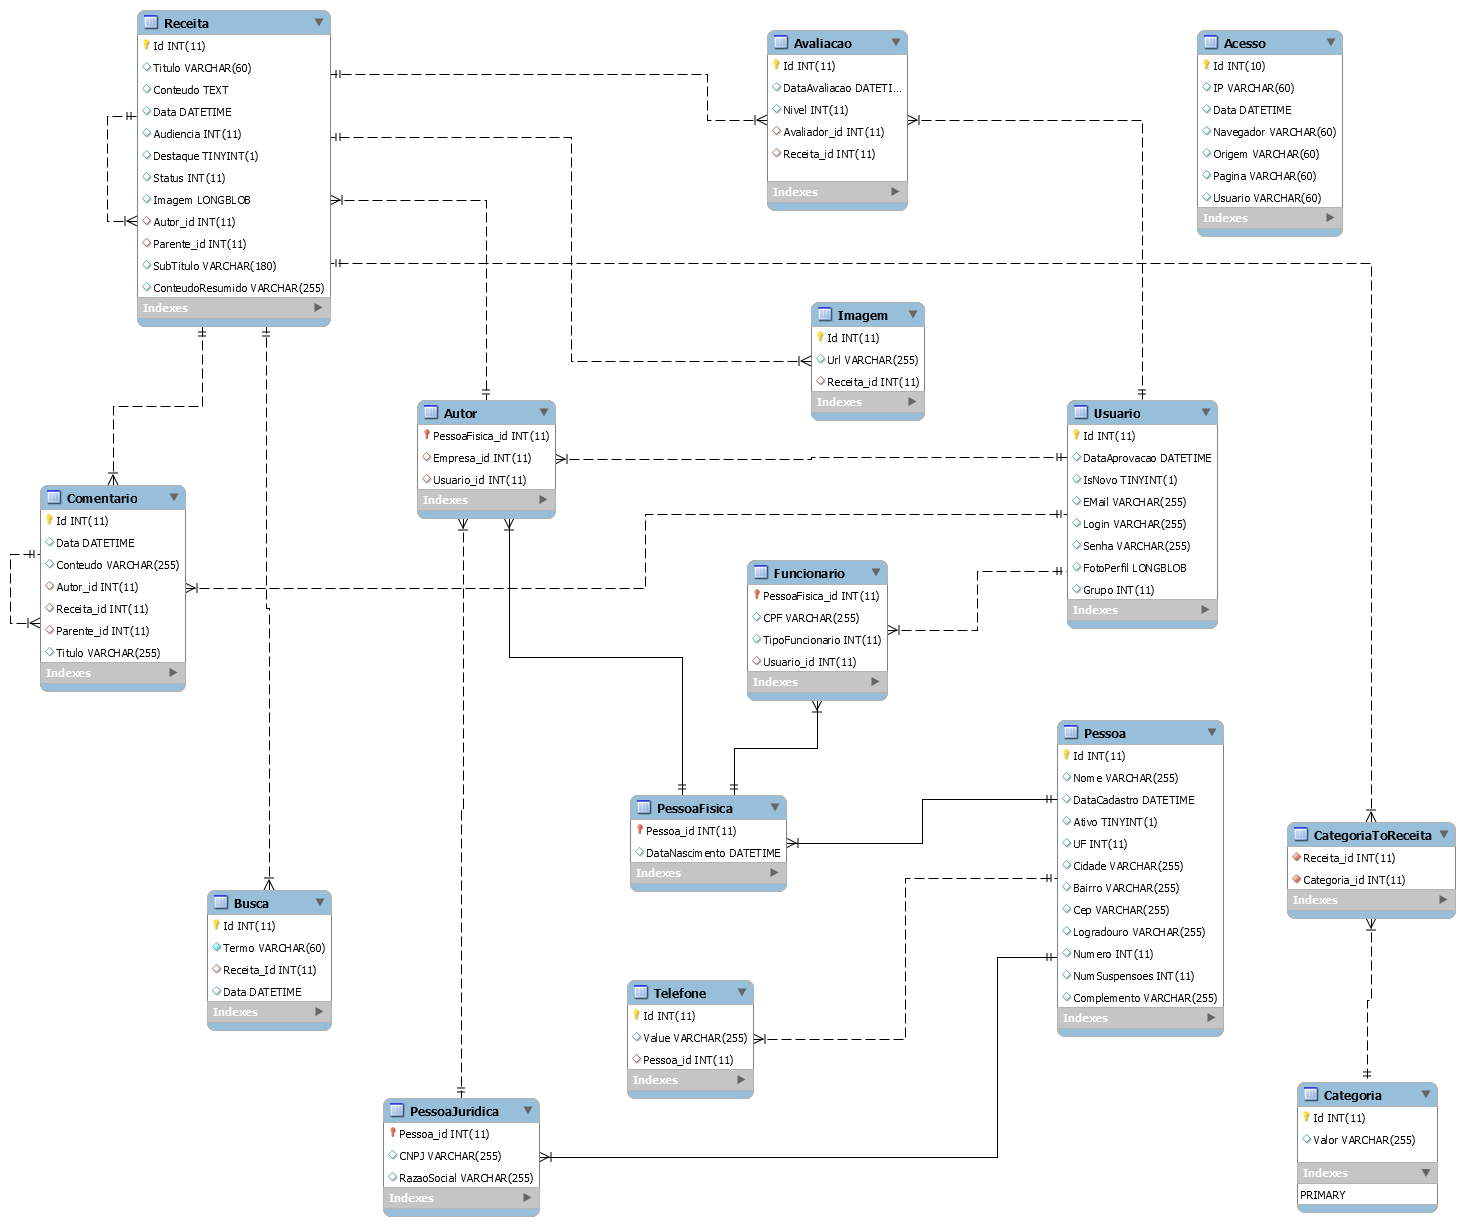 Receita
Id INT(11)
Titulo VARCHAR(60)
Conteudo TEXT
Data DATETIME
Audiencia INT(11)
Destaque TINYINT(1)
Status INT(11)
Imagem LONGBLOB
Autor_id INT(11)
Parente_id INT(11)
SubTitulo VARCHAR(180)
ConteudoResumido VARCHAR(255)
Indexes
Avaliacao
Id INT(11)
DataAvaliacao DATETI...
Nivel INT(11)
Avaliador_id INT(11)
Receita_id INT(11)
Indexes
Acesso
Id INT(10)
IP VARCHAR(60)
Data DATETIME
Navegador VARCHAR(60)
Origem VARCHAR(60)
Pagina VARCHAR(60)
Usuario VARCHAR(60)
Indexes
Imagem
Id INT(11)
Url VARCHAR(255)
Receita_id INT(11)
Indexes
Autor
PessoaFisica_id INT(11)
Empresa_id INT(11)
Usuario_id INT(11)
Indexes
Usuario
Id INT(11)
DataAprovacao DATETIME
IsNovo TINYINT(1)
EMail VARCHAR(255)
Login VARCHAR(255)
Senha VARCHAR(255)
FotoPerfil LONGBLOB
Grupo INT(11)
Indexes
Comentario
Id INT(11)
Data DATETIME
Conteudo VARCHAR(255)
Autor_id INT(11)
Receita_id INT(11)
Parente_id INT(11)
Titulo VARCHAR(255)
Indexes
Funcionario
PessoaFisica_id INT(11)
CPF VARCHAR(255)
TipoFuncionario INT(11)
Usuario_id INT(11)
Indexes
Pessoa
Id INT(11)
Nome VARCHAR(255)
DataCadastro DATETIME
Ativo TINYINT(1)
UF INT(11)
Cidade VARCHAR(255)
Bairro VARCHAR(255)
Cep VARCHAR(255)
Logradouro VARCHAR(255)
Numero INT(11)
NumSuspensoes INT(11)
Complemento VARCHAR(255)
Indexes
PessoaFisica
Pessoa_id INT(11)
DataNascimento DATETIME
Indexes
CategoriaToReceita
Receita_id INT(11)
Categoria_id INT(11)
Indexes
Busca
Id INT(11)
Termo VARCHAR(60)
Receita_Id INT(11)
Data DATETIME
Indexes
Telefone
Id INT(11)
Value VARCHAR(255)
Pessoa_id INT(11)
Indexes
PessoaJuridica
Pessoa_id INT(11)
CNPJ VARCHAR(255)
RazaoSocial VARCHAR(255)
Indexes
Categoria
Id INT(11)
Valor VARCHAR(255)
Indexes
PRIMARY